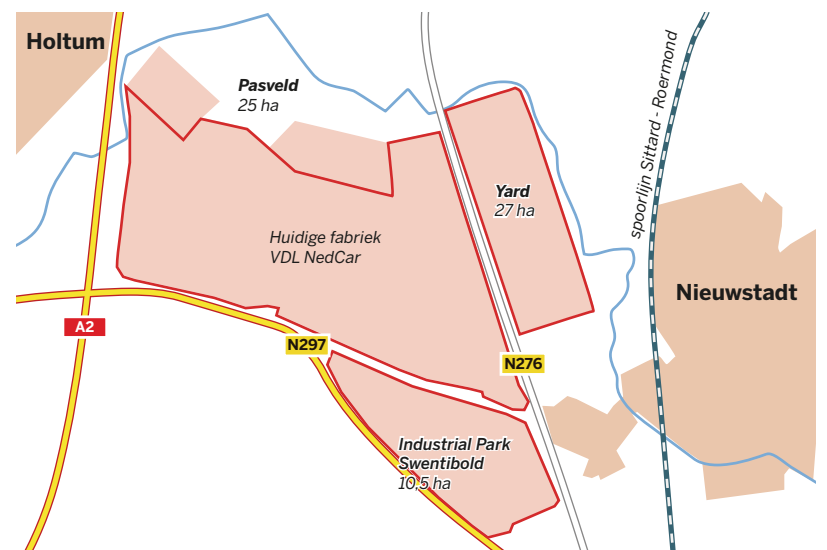 Holtum
Pasveld
25 ha
spoorlijn Sittard - Roermond
Yard
27 ha
Huidige fabriek
VDL NedCar
Nieuwstadt
A2
N297
N276
Industrial Park
Swentibold
10,5 ha